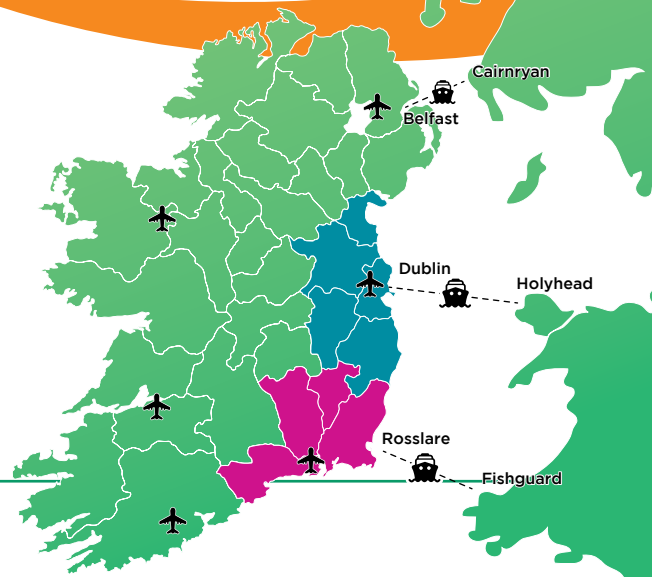 Cairnryan
Belfast
Dublin
Holyhead
Rosslare
Fishguard